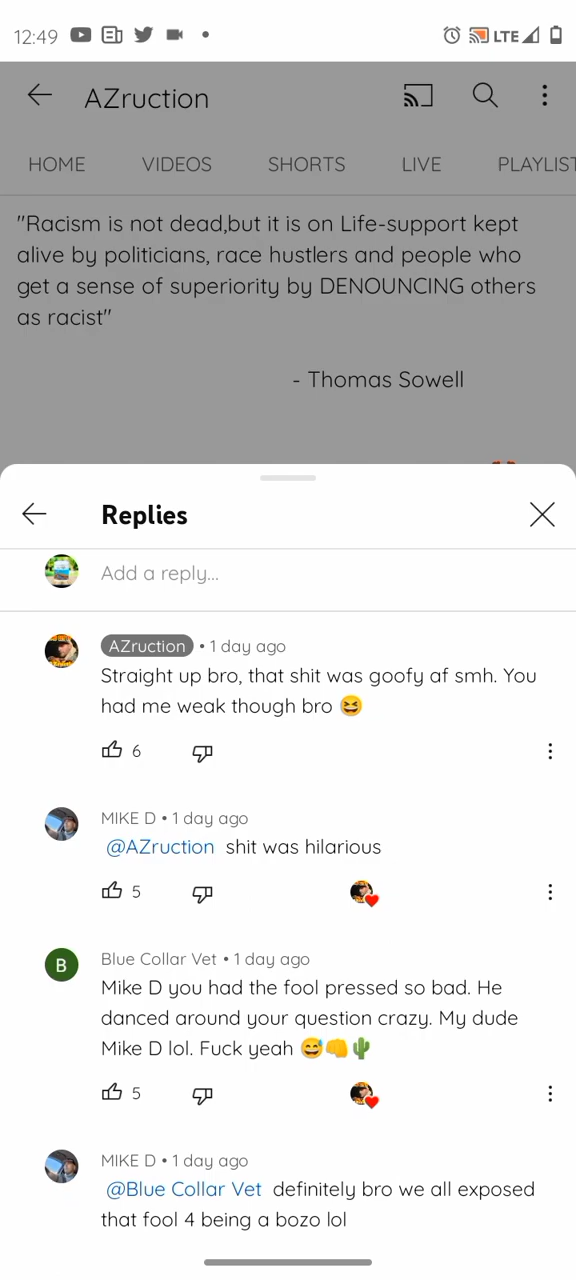 12:49 LTE
AZruction
HOME VIDEOS SHORTS LIVE PLAYLIST
"Racism is not dead,but it is on Life-support kept
alive by politicians, race hustlers and people who
get a sense of superiority by DENOUNCING others
as racist"
- Thomas Sowell
Replies
Add a reply...
AZruction • 1 day ago
Straight up bro, that shit was goofy af smh. You
had me weak though bro 😆
6
MIKE D • 1 day ago
@AZruction shit was hilarious
5
B
Blue Collar Vet • 1 day ago
Mike D you had the fool pressed so bad. He
danced around your question crazy. My dude
Mike D lol. Fuck yeah 😅👊🌵
5
MIKE D • 1 day ago
@Blue Collar Vet definitely bro we all exposed
that fool 4 being a bozo lol